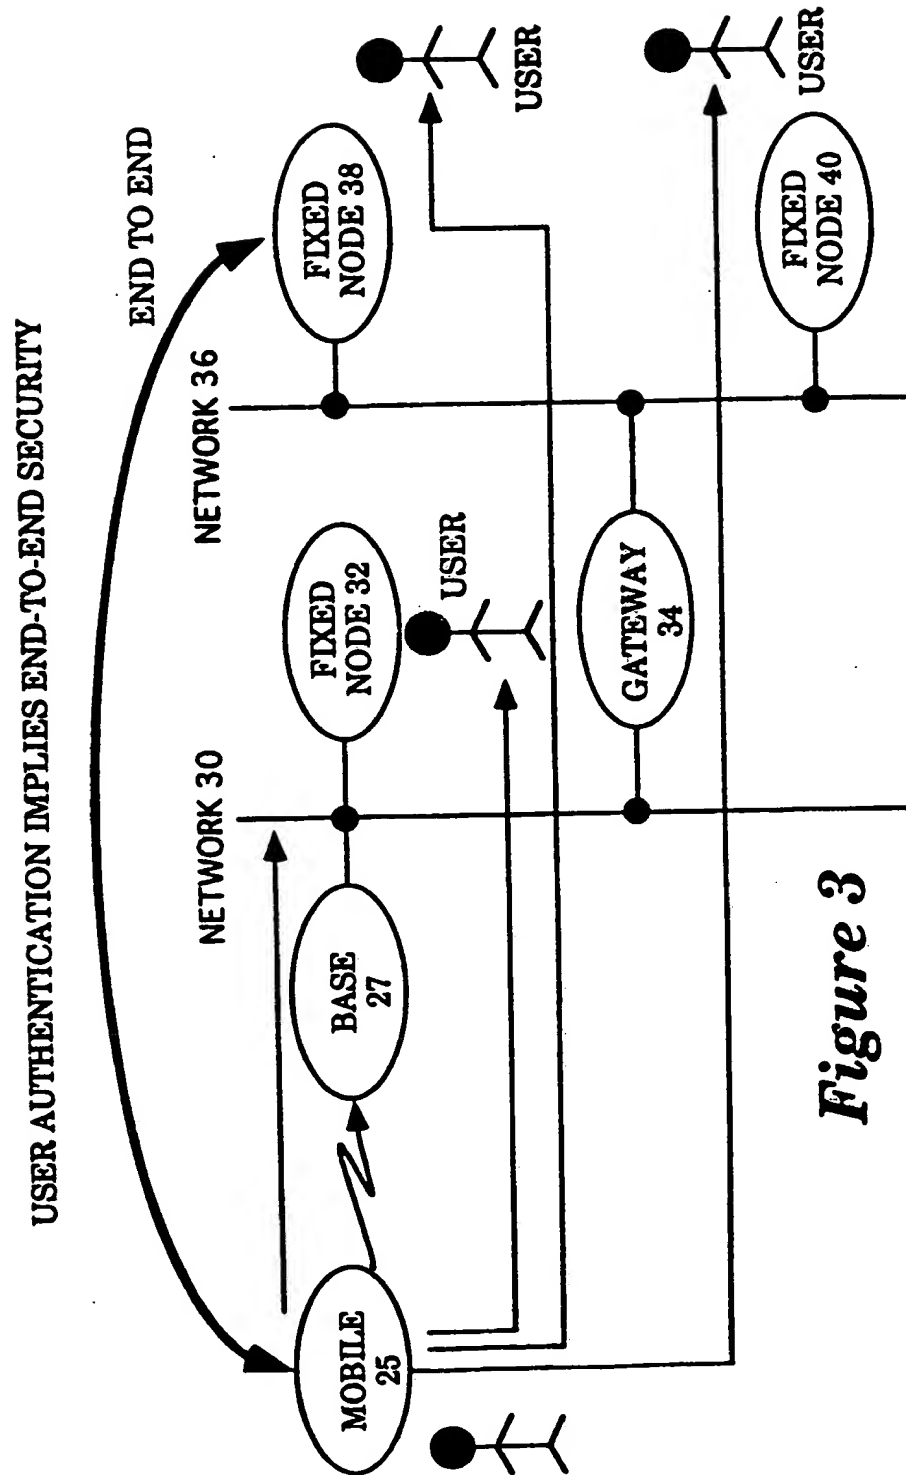 USER AUTHENTICATION IMPLIES END-TO-END SECURITY
END TO END
NETWORK 30
NETWORK 36
MOBILE
25
BASE
27
FIXED
NODE 32
USER
FIXED
NODE 38
USER
GATEWAY
34
FIXED
NODE 40
USER
Figure 3